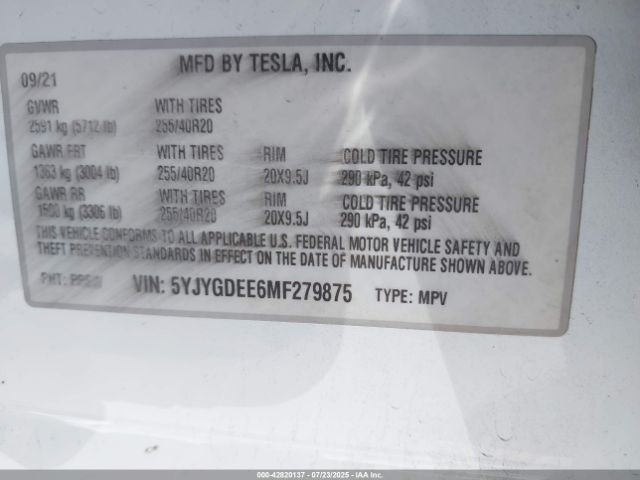 MFD BY TESLA, INC.
09/21
GVWR WITH TIRES
2591 kg (5712 lb) 255/40R20
GAWR FRT WITH TIRES RIM COLD TIRE PRESSURE
1363 kg (3004 lb) 255/40R20 20X9.5J 290 kPa, 42 psi
GAWR RR WITH TIRES RIM COLD TIRE PRESSURE
1500 kg (3306 lb) 255/40R20 20X9.5J 290 kPa, 42 psi
THIS VEHICLE CONFORMS TO ALL APPLICABLE U.S. FEDERAL MOTOR VEHICLE SAFETY AND
THEFT PREVENTION STANDARDS IN EFFECT ON THE DATE OF MANUFACTURE SHOWN ABOVE.
PNT: VIN: 5YJYGDEE6MF279875 TYPE: MPV
000-42820137 - 07/23/2025 - IAAI.COM